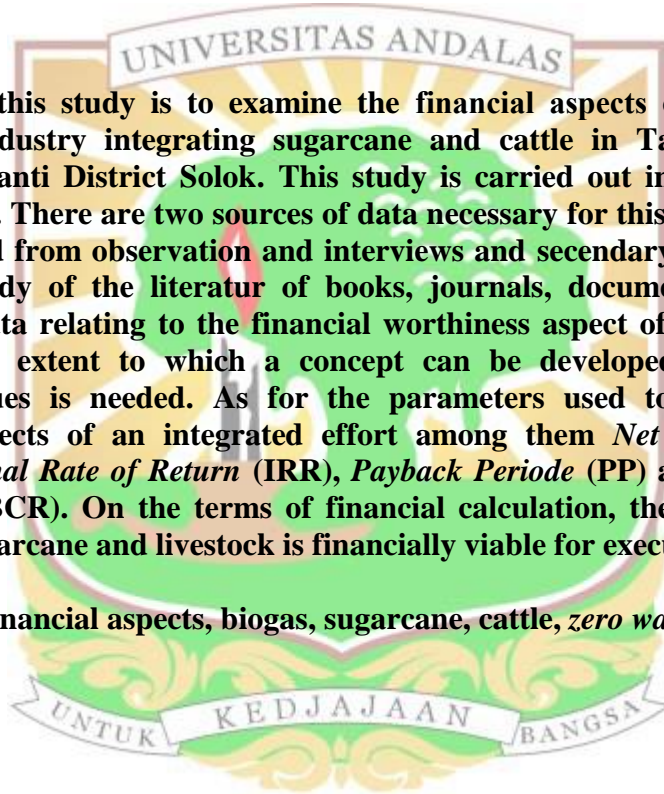 UNIVERSITAS ANDALAS
this study is to examine the financial aspects
dustry integrating sugarcane and cattle in Ta
anti District Solok. This study is carried out in
. There are two sources of data necessary for this
d from observation and interviews and secendary
dy of the literatur of books, journals, docume
ta relating to the financial worthiness aspect of
extent to which a concept can be developed
ues is needed. As for the parameters used to
ects of an integrated effort among them Net
al Rate of Return (IRR), Payback Periode (PP) a
BCR). On the terms of financial calculation, the
arcane and livestock is financially viable for execu
nancial aspects, biogas, sugarcane, cattle, zero wa
UNTUK KEDJAJAAN BANGSA